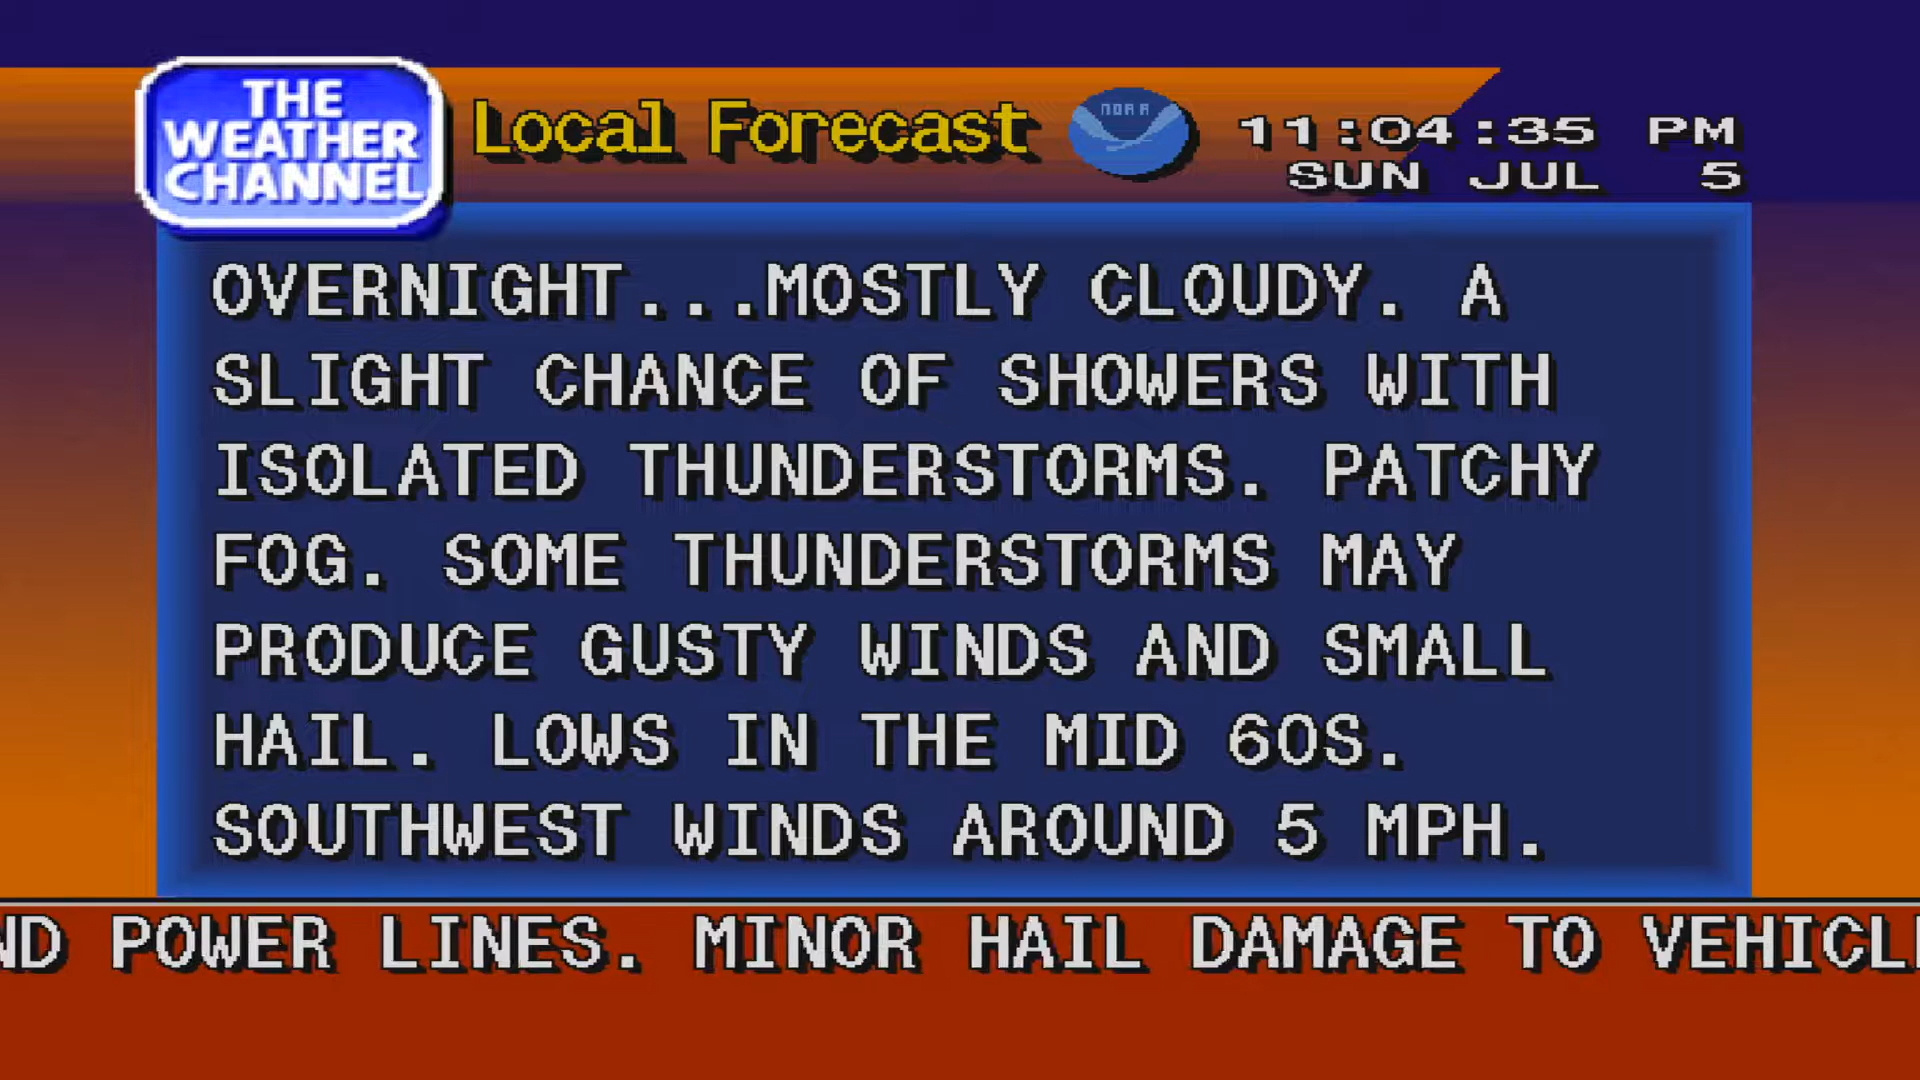 THE
WEATHER
CHANNEL
Local Forecast
NOAA
11:04:35 PM
SUN JUL 5
OVERNIGHT...MOSTLY CLOUDY. A
SLIGHT CHANCE OF SHOWERS WITH
ISOLATED THUNDERSTORMS. PATCHY
FOG. SOME THUNDERSTORMS MAY
PRODUCE GUSTY WINDS AND SMALL
HAIL. LOWS IN THE MID 60S.
SOUTHWEST WINDS AROUND 5 MPH.
ND POWER LINES. MINOR HAIL DAMAGE TO VEHICL